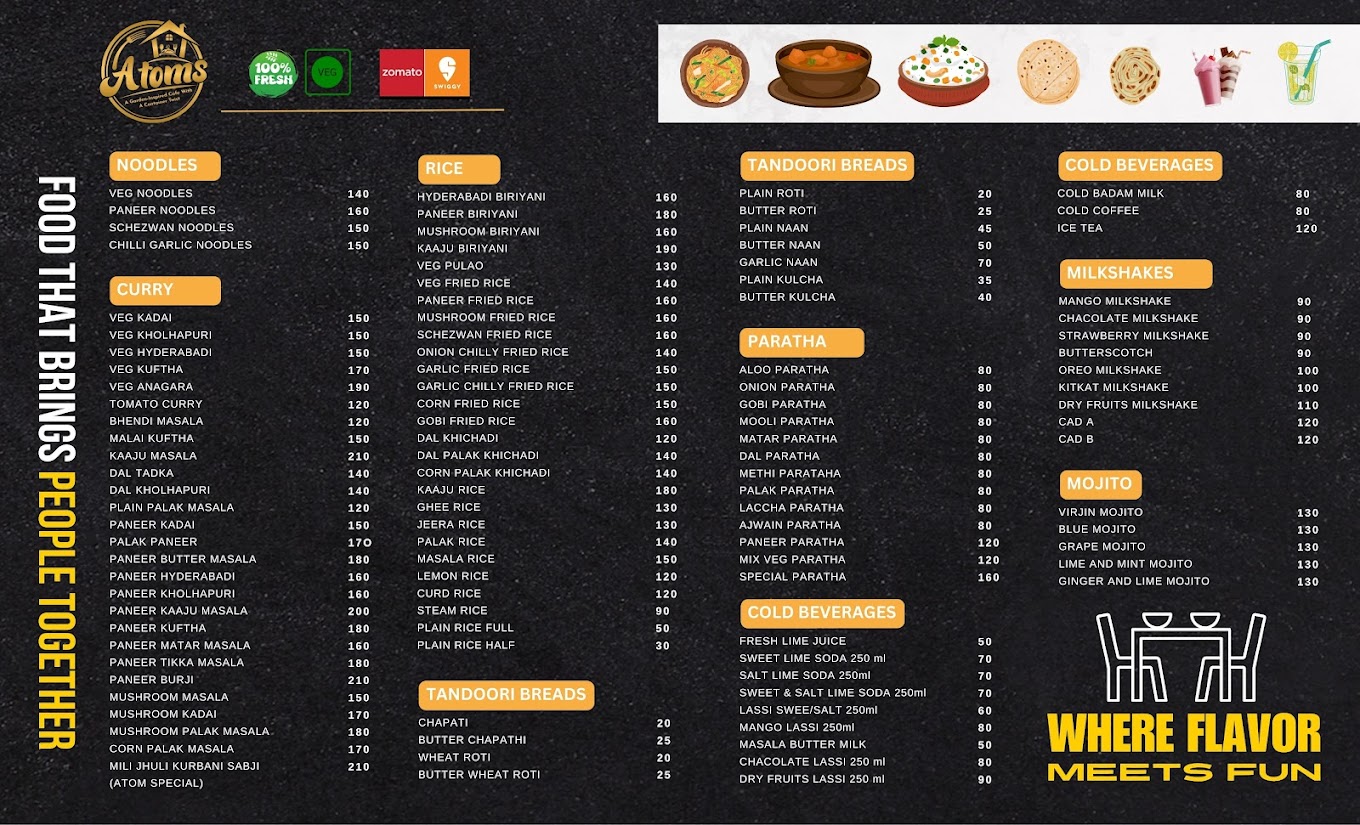 Atoms
A Garden-Inspired Cafe With
A Container Twist
100%
FRESH
VEG
zomato
SWIGGY
FOOD THAT BRINGS PEOPLE TOGETHER
NOODLES
VEG NOODLES 140
PANEER NOODLES 160
SCHEZWAN NOODLES 150
CHILLI GARLIC NOODLES 150
CURRY
VEG KADAI 150
VEG KHOLHAPURI 150
VEG HYDERABADI 150
VEG KUFTHA 170
VEG ANAGARA 190
TOMATO CURRY 120
BHENDI MASALA 120
MALAI KUFTHA 150
KAAJU MASALA 210
DAL TADKA 140
DAL KHOLHAPURI 140
PLAIN PALAK MASALA 120
PANEER KADAI 150
PALAK PANEER 17O
PANEER BUTTER MASALA 180
PANEER HYDERABADI 160
PANEER KHOLHAPURI 160
PANEER KAAJU MASALA 200
PANEER KUFTHA 180
PANEER MATAR MASALA 160
PANEER TIKKA MASALA 180
PANEER BURJI 210
MUSHROOM MASALA 150
MUSHROOM KADAI 170
MUSHROOM PALAK MASALA 180
CORN PALAK MASALA 170
MILI JHULI KURBANI SABJI 210
(ATOM SPECIAL)
RICE
HYDERABADI BIRIYANI 160
PANEER BIRIYANI 180
MUSHROOM BIRIYANI 160
KAAJU BIRIYANI 190
VEG PULAO 130
VEG FRIED RICE 140
PANEER FRIED RICE 160
MUSHROOM FRIED RICE 160
SCHEZWAN FRIED RICE 160
ONION CHILLY FRIED RICE 140
GARLIC FRIED RICE 150
GARLIC CHILLY FRIED RICE 150
CORN FRIED RICE 150
GOBI FRIED RICE 160
DAL KHICHADI 120
DAL PALAK KHICHADI 140
CORN PALAK KHICHADI 140
KAAJU RICE 180
GHEE RICE 130
JEERA RICE 130
PALAK RICE 140
MASALA RICE 150
LEMON RICE 120
CURD RICE 120
STEAM RICE 90
PLAIN RICE FULL 50
PLAIN RICE HALF 30
TANDOORI BREADS
CHAPATI 20
BUTTER CHAPATHI 25
WHEAT ROTI 20
BUTTER WHEAT ROTI 25
TANDOORI BREADS
PLAIN ROTI 20
BUTTER ROTI 25
PLAIN NAAN 45
BUTTER NAAN 50
GARLIC NAAN 70
PLAIN KULCHA 35
BUTTER KULCHA 40
PARATHA
ALOO PARATHA 80
ONION PARATHA 80
GOBI PARATHA 80
MOOLI PARATHA 80
MATAR PARATHA 80
DAL PARATHA 80
METHI PARATAHA 80
PALAK PARATHA 80
LACCHA PARATHA 80
AJWAIN PARATHA 80
PANEER PARATHA 120
MIX VEG PARATHA 120
SPECIAL PARATHA 160
COLD BEVERAGES
FRESH LIME JUICE 50
SWEET LIME SODA 250 ml 70
SALT LIME SODA 250ml 70
SWEET & SALT LIME SODA 250ml 70
LASSI SWEE/SALT 250ml 60
MANGO LASSI 250ml 80
MASALA BUTTER MILK 50
CHACOLATE LASSI 250 ml 80
DRY FRUITS LASSI 250 ml 90
COLD BEVERAGES
COLD BADAM MILK 80
COLD COFFEE 80
ICE TEA 120
MILKSHAKES
MANGO MILKSHAKE 90
CHACOLATE MILKSHAKE 90
STRAWBERRY MILKSHAKE 90
BUTTERSCOTCH 90
OREO MILKSHAKE 100
KITKAT MILKSHAKE 100
DRY FRUITS MILKSHAKE 110
CAD A 120
CAD B 120
MOJITO
VIRJIN MOJITO 130
BLUE MOJITO 130
GRAPE MOJITO 130
LIME AND MINT MOJITO 130
GINGER AND LIME MOJITO 130
WHERE FLAVOR
MEETS FUN